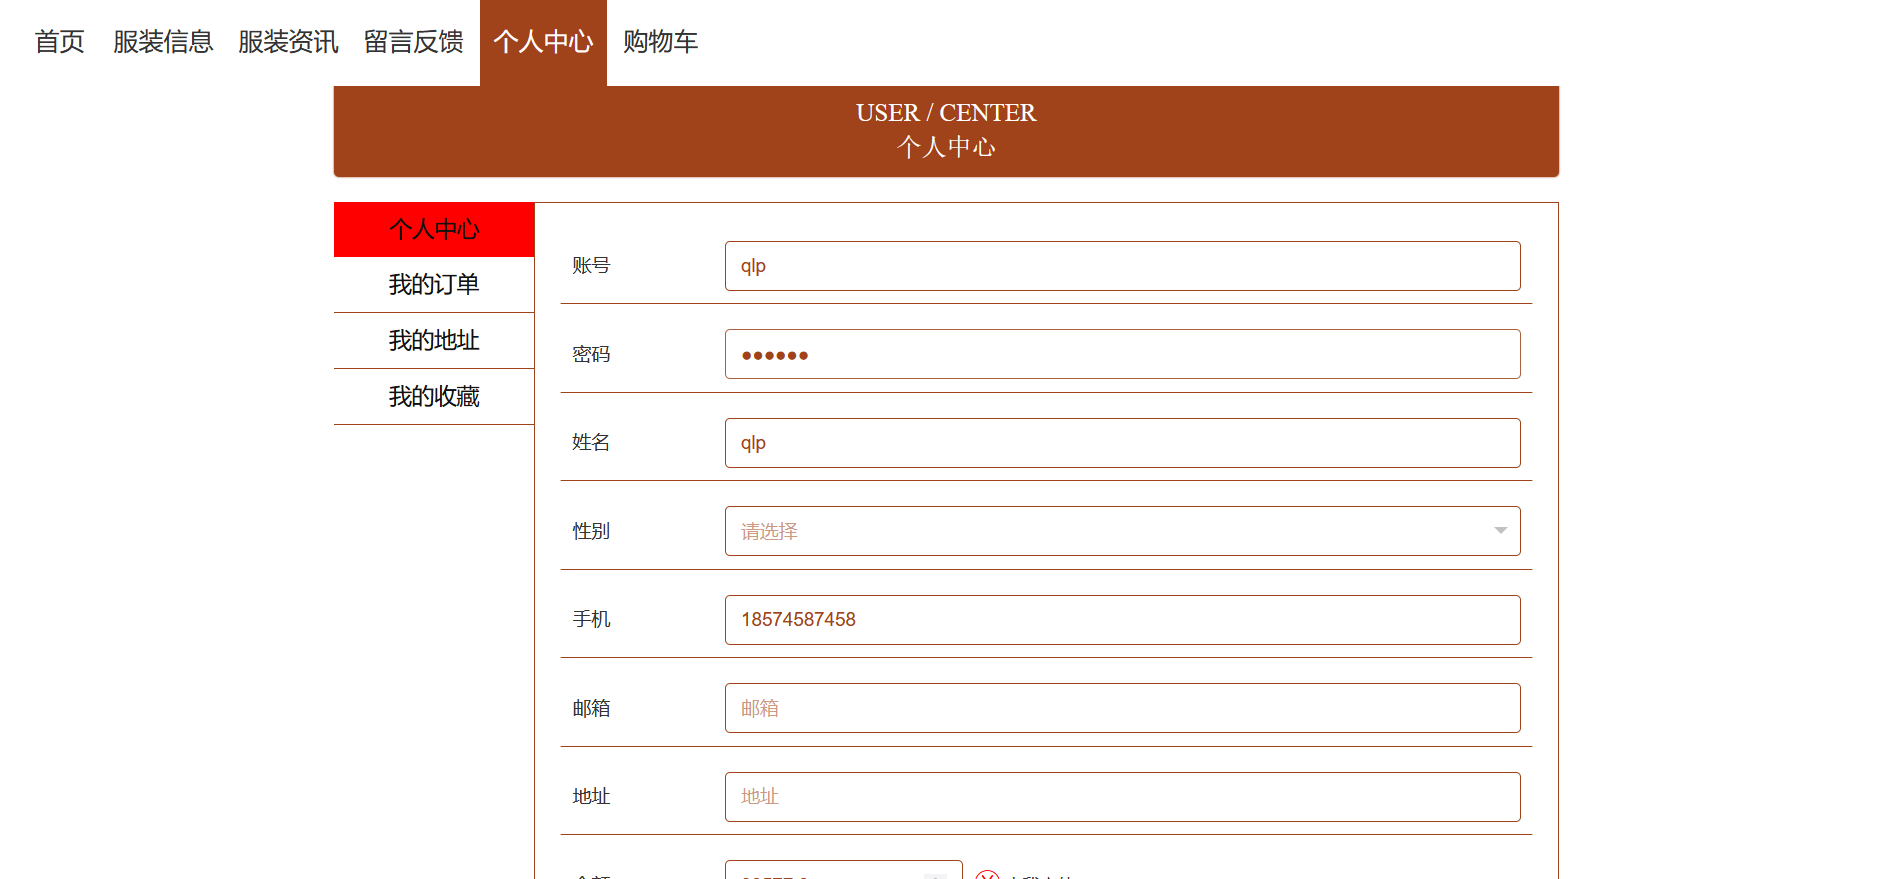 首页 服装信息 服装资讯 留言反馈 个人中心 购物车
USER / CENTER
个人中心
个人中心
我的订单
我的地址
我的收藏
账号 qlp
密码 ••••••
姓名 qlp
性别 请选择
手机 18574587458
邮箱 邮箱
地址 地址